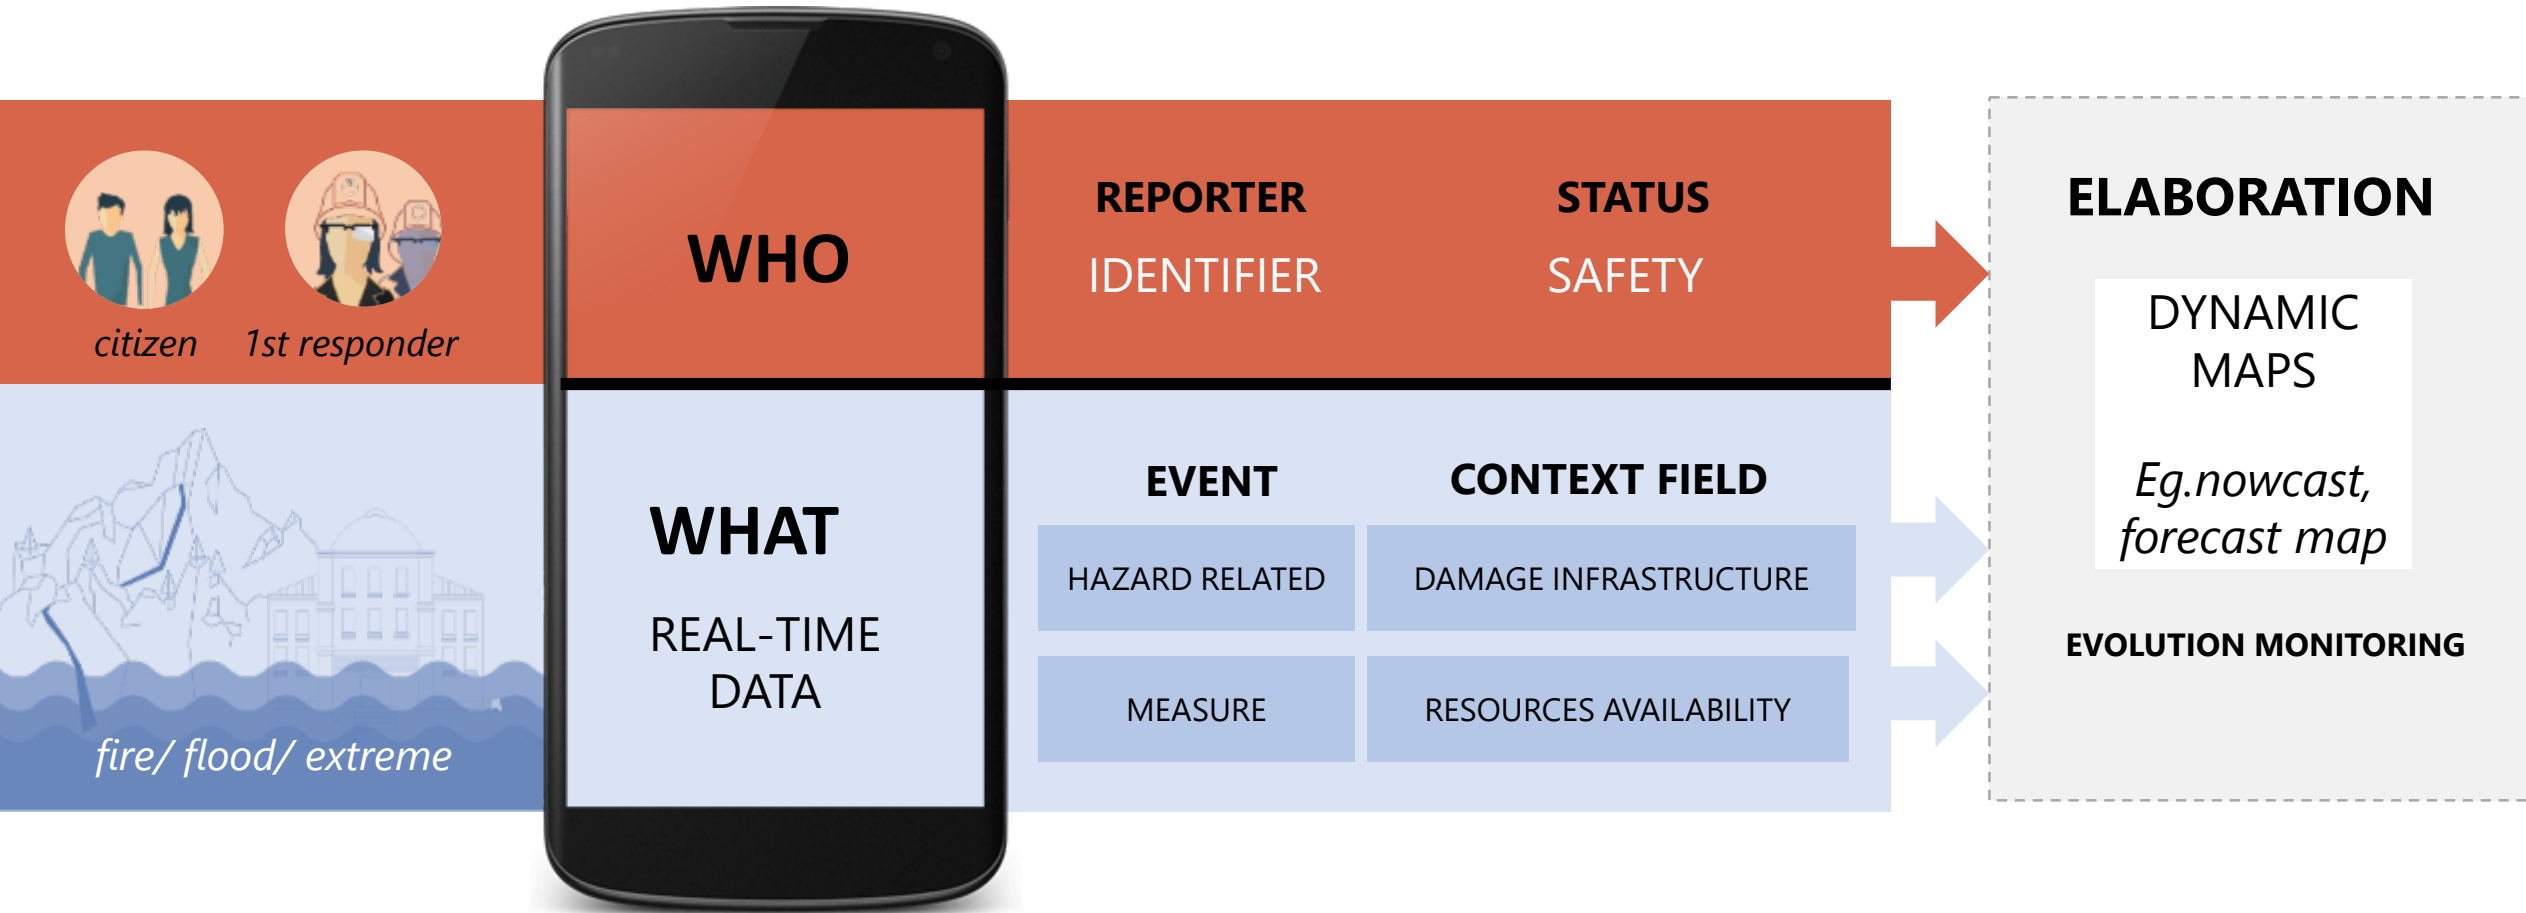 citizen
1st responder
WHO
REPORTER
IDENTIFIER
STATUS
SAFETY
fire/ flood/ extreme
WHAT
REAL-TIME
DATA
EVENT
HAZARD RELATED
MEASURE
CONTEXT FIELD
DAMAGE INFRASTRUCTURE
RESOURCES AVAILABILITY
ELABORATION
DYNAMIC
MAPS
Eg.nowcast,
forecast map
EVOLUTION MONITORING